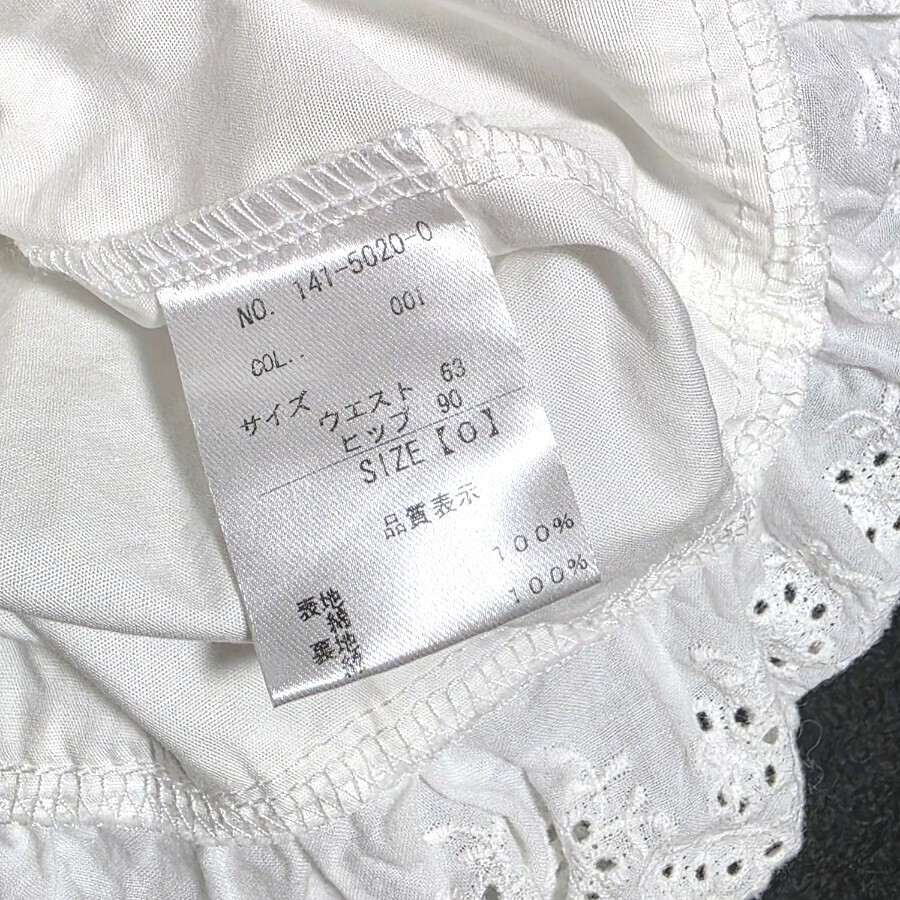 NO. 141-5020-0
001
COL..
サイズ ウエスト 63
ヒップ 90
SIZE【0】
品質表示
表地
綿 100%
裏地
100%